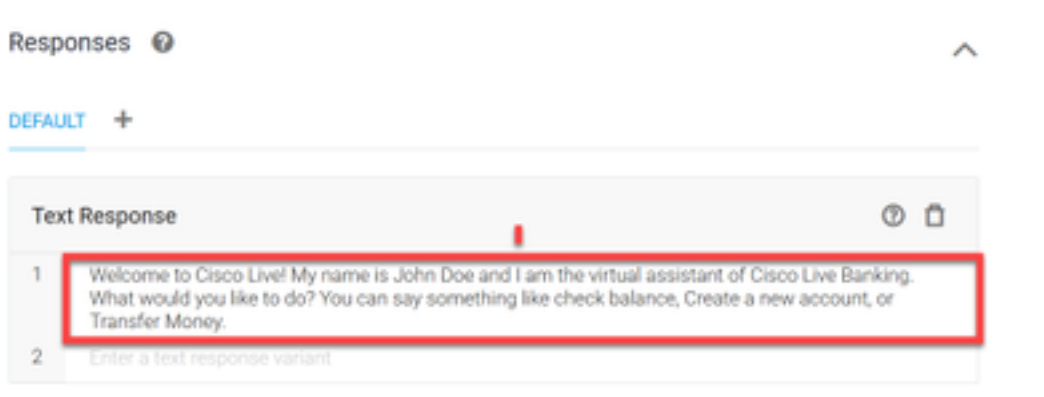 Responses
DEFAULT +
Text Response
1 Welcome to Cisco Live! My name is John Doe and I am the virtual assistant of Cisco Live Banking.
What would you like to do? You can say something like check balance, Create a new account, or
Transfer Money.
2 Enter a text response variant